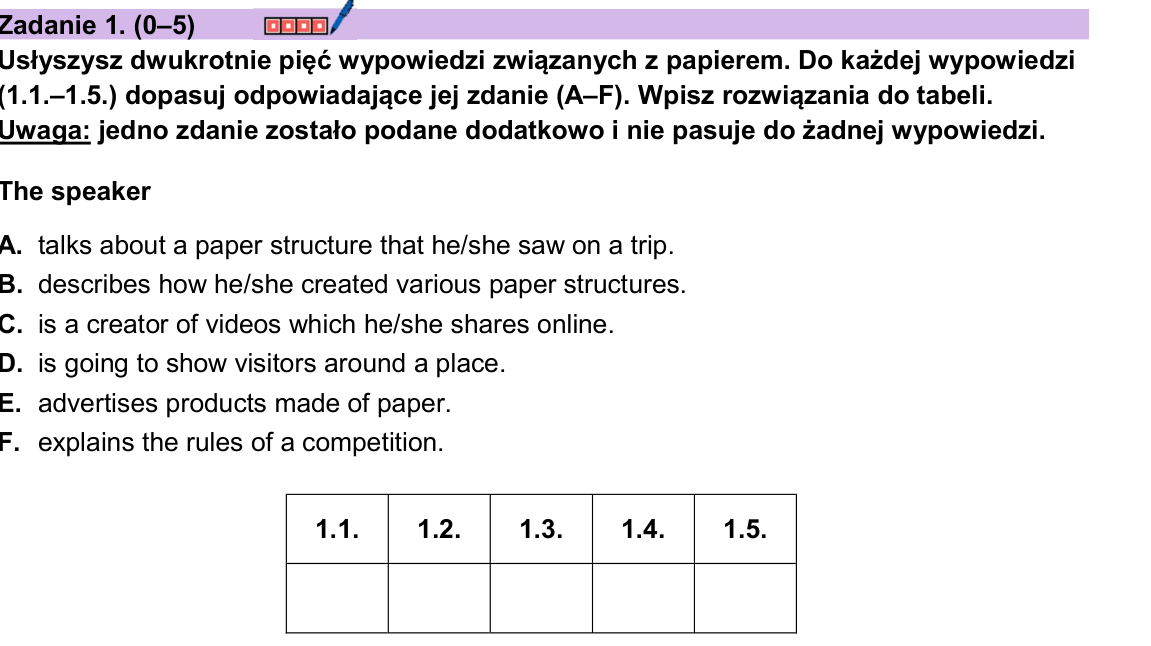 Zadanie 1. (0–5)
Usłyszysz dwukrotnie pięć wypowiedzi związanych z papierem. Do każdej wypowiedzi
(1.1.–1.5.) dopasuj odpowiadające jej zdanie (A–F). Wpisz rozwiązania do tabeli.
Uwaga: jedno zdanie zostało podane dodatkowo i nie pasuje do żadnej wypowiedzi.
The speaker
A. talks about a paper structure that he/she saw on a trip.
B. describes how he/she created various paper structures.
C. is a creator of videos which he/she shares online.
D. is going to show visitors around a place.
E. advertises products made of paper.
F. explains the rules of a competition.
1.1. 1.2. 1.3. 1.4. 1.5.